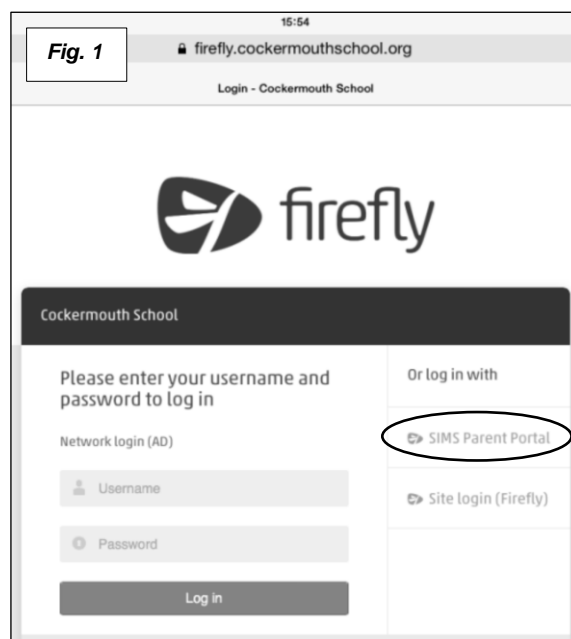 15:54
Fig. 1
firefly.cockermouthschool.org
Login - Cockermouth School
firefly
Cockermouth School
Please enter your username and
password to log in
Network login (AD)
Username
Password
Log in
Or log in with
SIMS Parent Portal
Site login (Firefly)